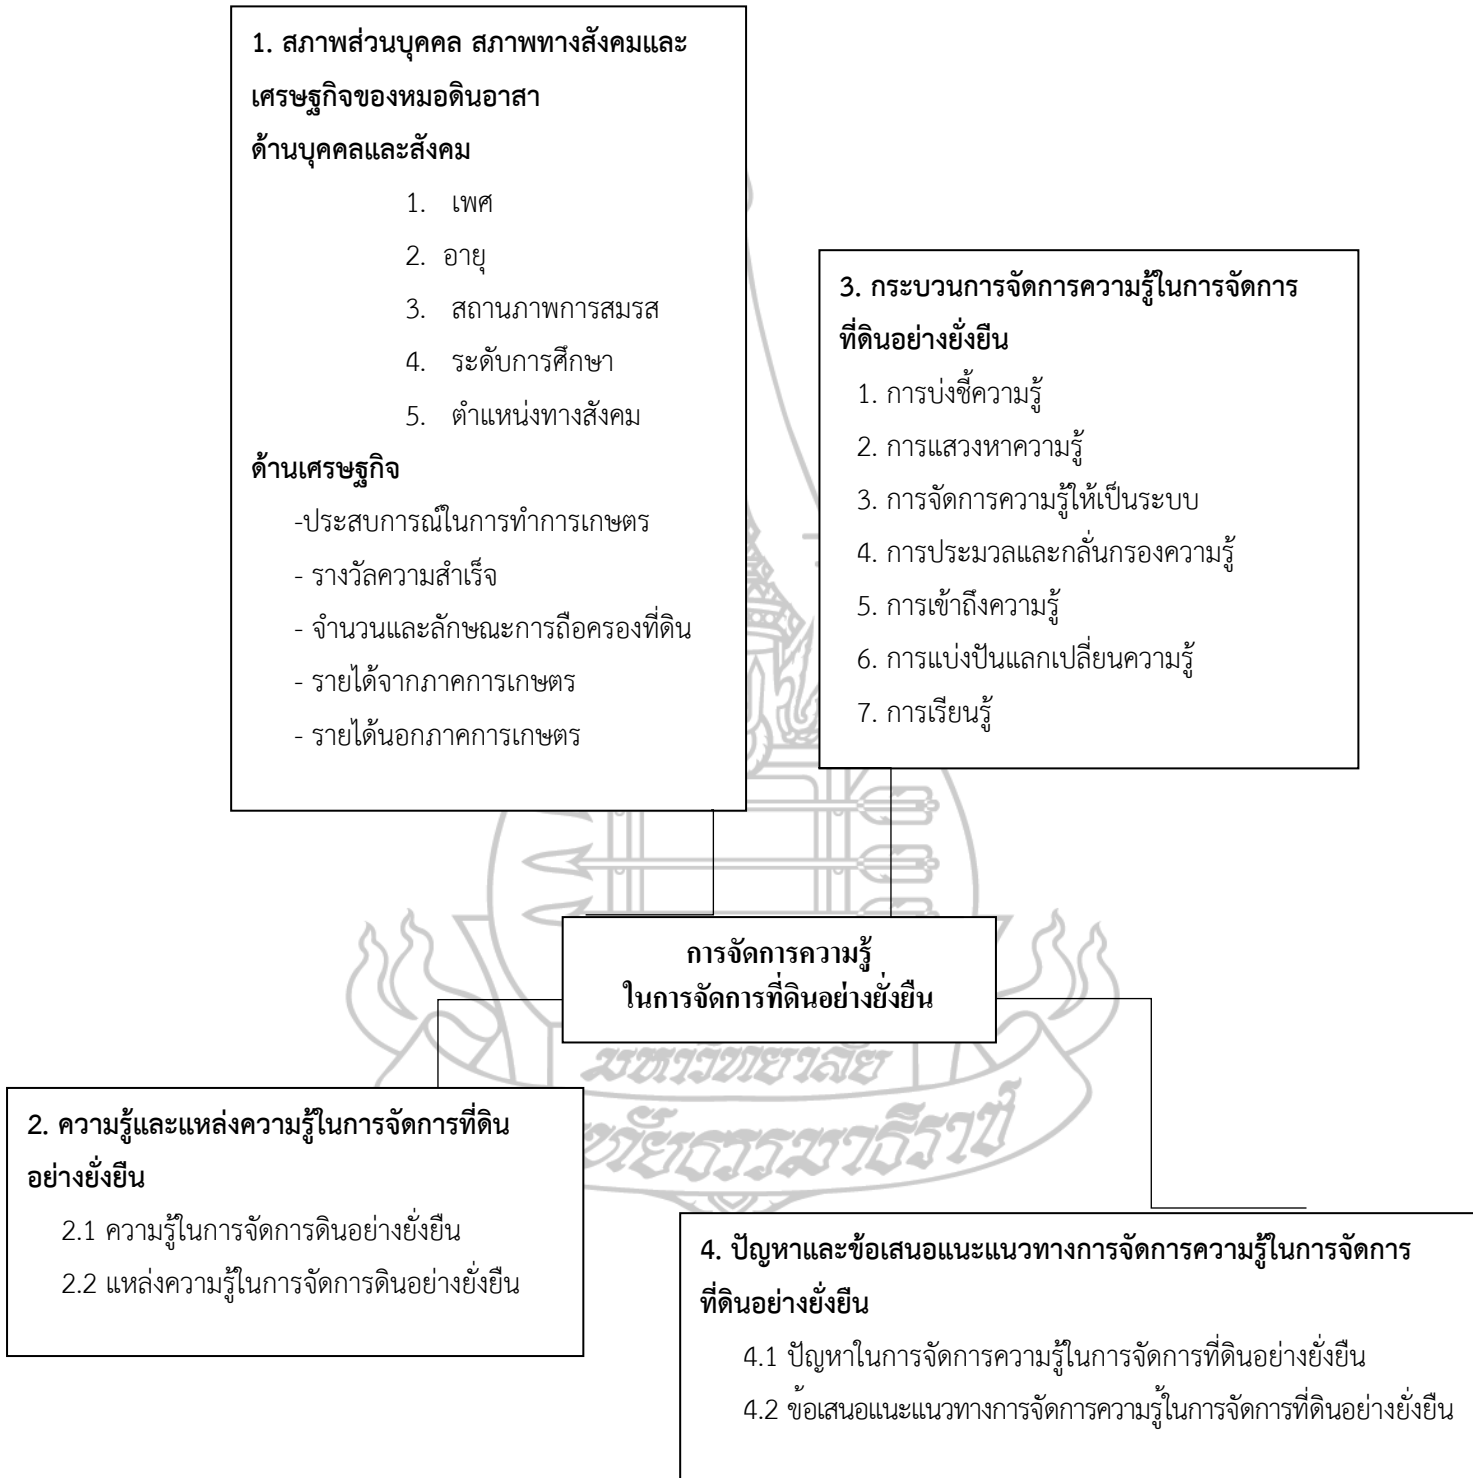 1. สภาพส่วนบุคคล สภาพทางสังคมและ
เศรษฐกิจของหมอดินอาสา
ด้านบุคคลและสังคม
1. เพศ
2. อายุ
3. สถานภาพการสมรส
4. ระดับการศึกษา
5. ตำแหน่งทางสังคม
ด้านเศรษฐกิจ
-ประสบการณ์ในการทำการเกษตร
- รางวัลความสำเร็จ
- จำนวนและลักษณะการถือครองที่ดิน
- รายได้จากภาคการเกษตร
- รายได้นอกภาคการเกษตร
3. กระบวนการจัดการความรู้ในการจัดการ
ที่ดินอย่างยั่งยืน
1. การบ่งชี้ความรู้
2. การแสวงหาความรู้
3. การจัดการความรู้ให้เป็นระบบ
4. การประมวลและกลั่นกรองความรู้
5. การเข้าถึงความรู้
6. การแบ่งปันแลกเปลี่ยนความรู้
7. การเรียนรู้
การจัดการความรู้
ในการจัดการที่ดินอย่างยั่งยืน
มหาวิทยาลัย
2. ความรู้และแหล่งความรู้ในการจัดการที่ดิน
อย่างยั่งยืน
2.1 ความรู้ในการจัดการดินอย่างยั่งยืน
2.2 แหล่งความรู้ในการจัดการดินอย่างยั่งยืน
4. ปัญหาและข้อเสนอแนะแนวทางการจัดการความรู้ในการจัดการ
ที่ดินอย่างยั่งยืน
4.1 ปัญหาในการจัดการความรู้ในการจัดการที่ดินอย่างยั่งยืน
4.2 ข้อเสนอแนะแนวทางการจัดการความรู้ในการจัดการที่ดินอย่างยั่งยืน